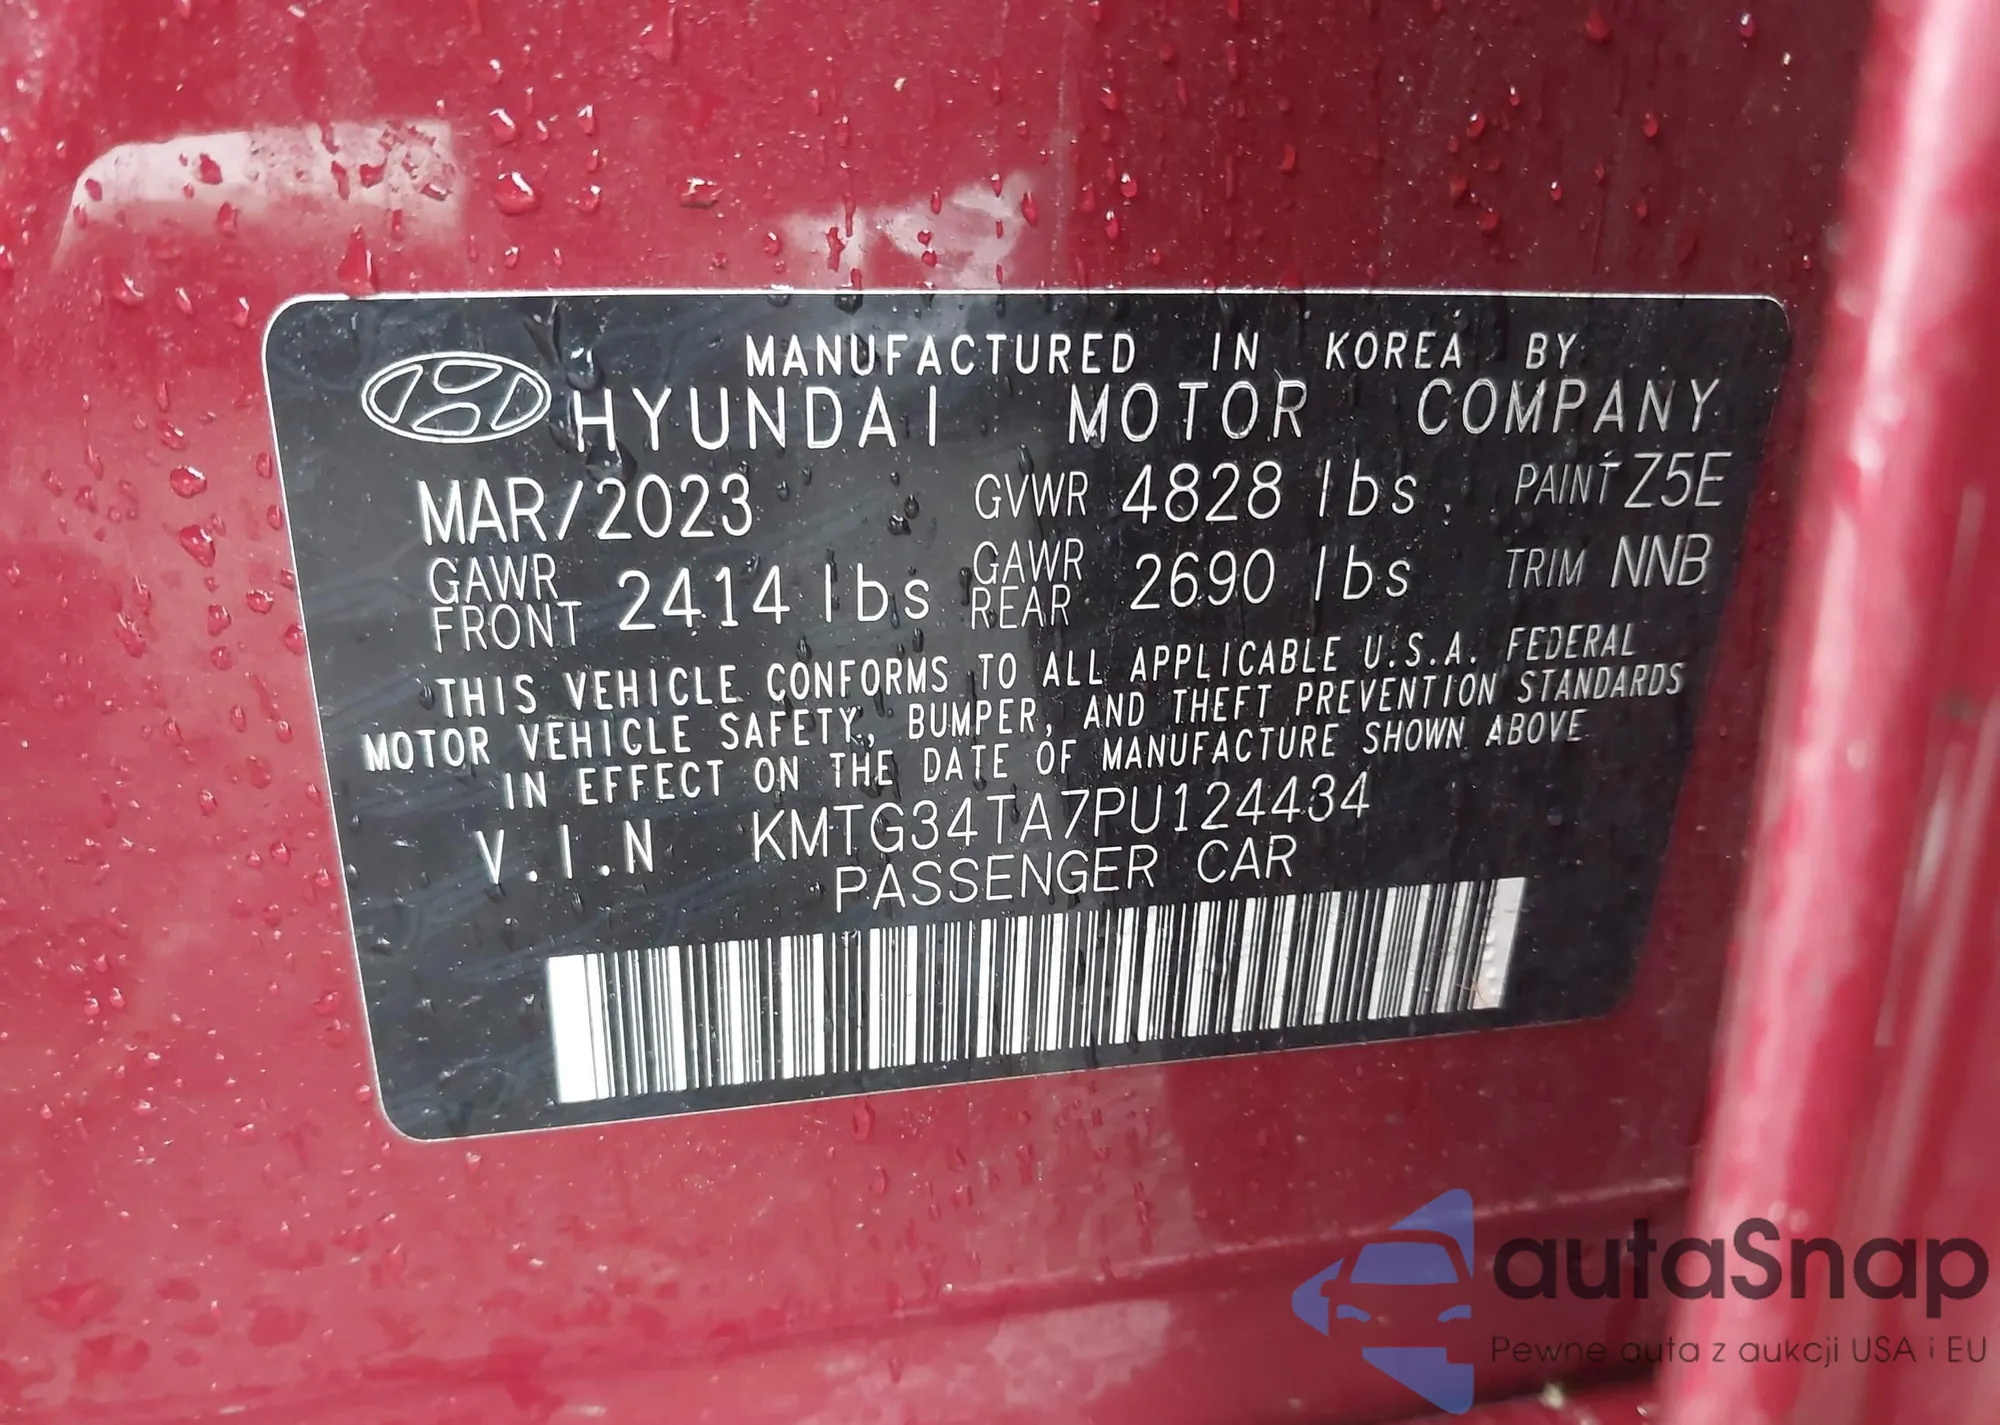 MANUFACTURED IN KOREA BY
HYUNDAI MOTOR COMPANY
MAR/2023 GVWR 4828 lbs PAINT Z5E
GAWR FRONT 2414 lbs GAWR REAR 2690 lbs TRIM NNB
THIS VEHICLE CONFORMS TO ALL APPLICABLE U.S.A. FEDERAL
MOTOR VEHICLE SAFETY, BUMPER, AND THEFT PREVENTION STANDARDS
IN EFFECT ON THE DATE OF MANUFACTURE SHOWN ABOVE
V.I.N KMTG34TA7PU124434
PASSENGER CAR
autaSnap
Pewne auta z aukcji USA i EU